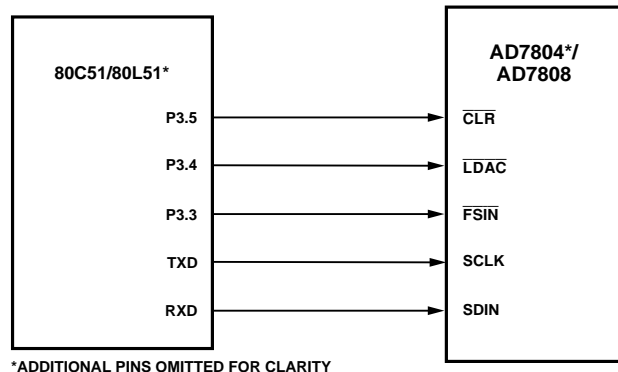 80C51/80L51*
AD7804*/
AD7808
P3.5
CLR
P3.4
LDAC
P3.3
FSIN
TXD
SCLK
RXD
SDIN
*ADDITIONAL PINS OMITTED FOR CLARITY